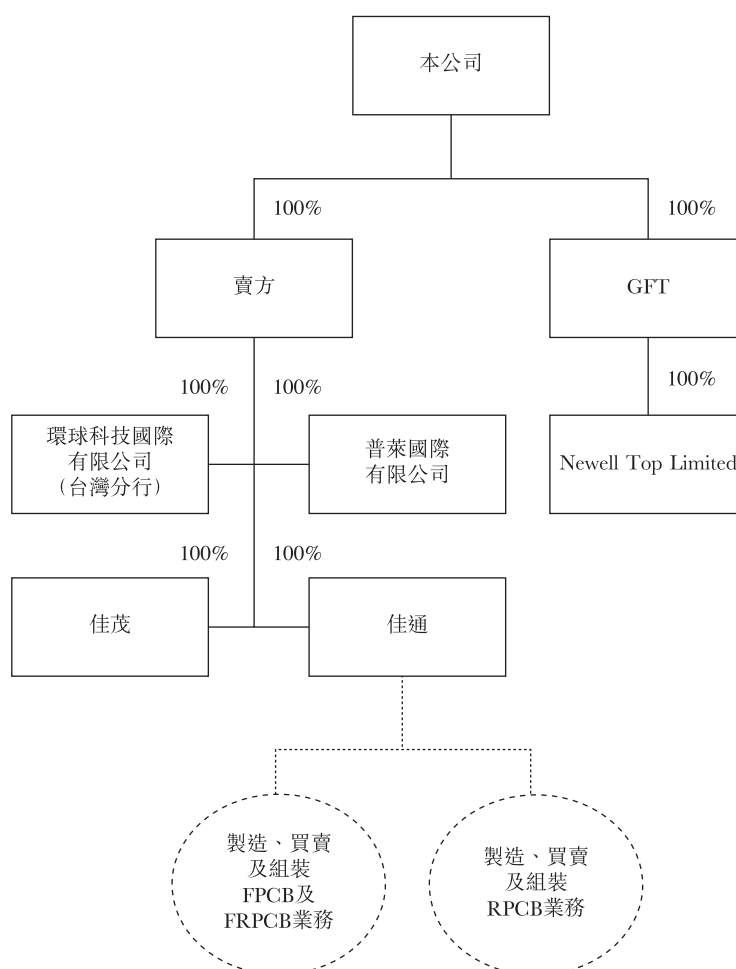 本公司
100%
100%
賣方
GFT
100%
100%
100%
環球科技國際
有限公司
(台灣分行)
普萊國際
有限公司
Newell Top Limited
100%
100%
佳茂
佳通
製造、買賣
及組裝
FPCB及
FRPCB業務
製造、買賣
及組裝
RPCB業務